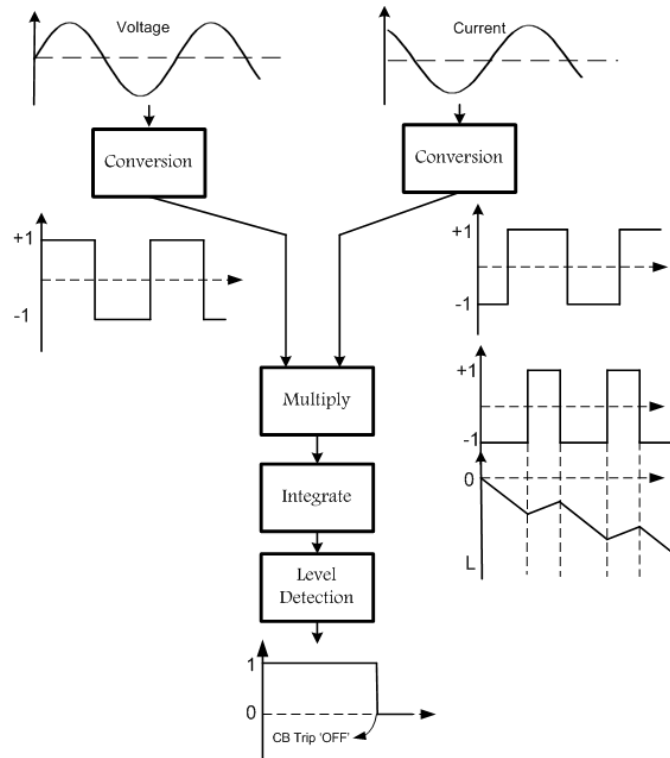 Voltage
Current
Conversion
Conversion
+1
-1
+1
-1
Multiply
+1
-1
Integrate
0
L
Level
Detection
1
0
CB Trip 'OFF'